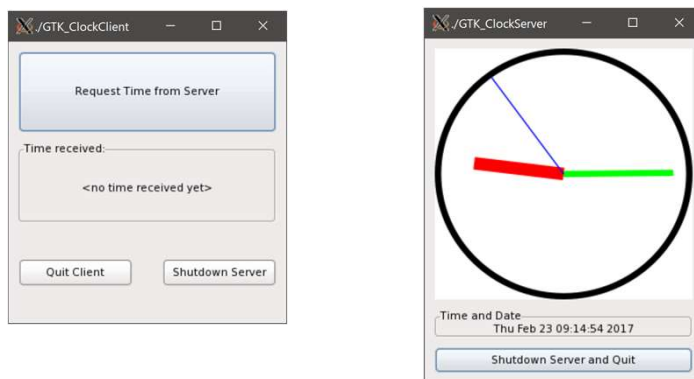 ./GTK_ClockClient
Request Time from Server
Time received:
<no time received yet>
Quit Client
Shutdown Server
./GTK_ClockServer
Time and Date
Thu Feb 23 09:14:54 2017
Shutdown Server and Quit